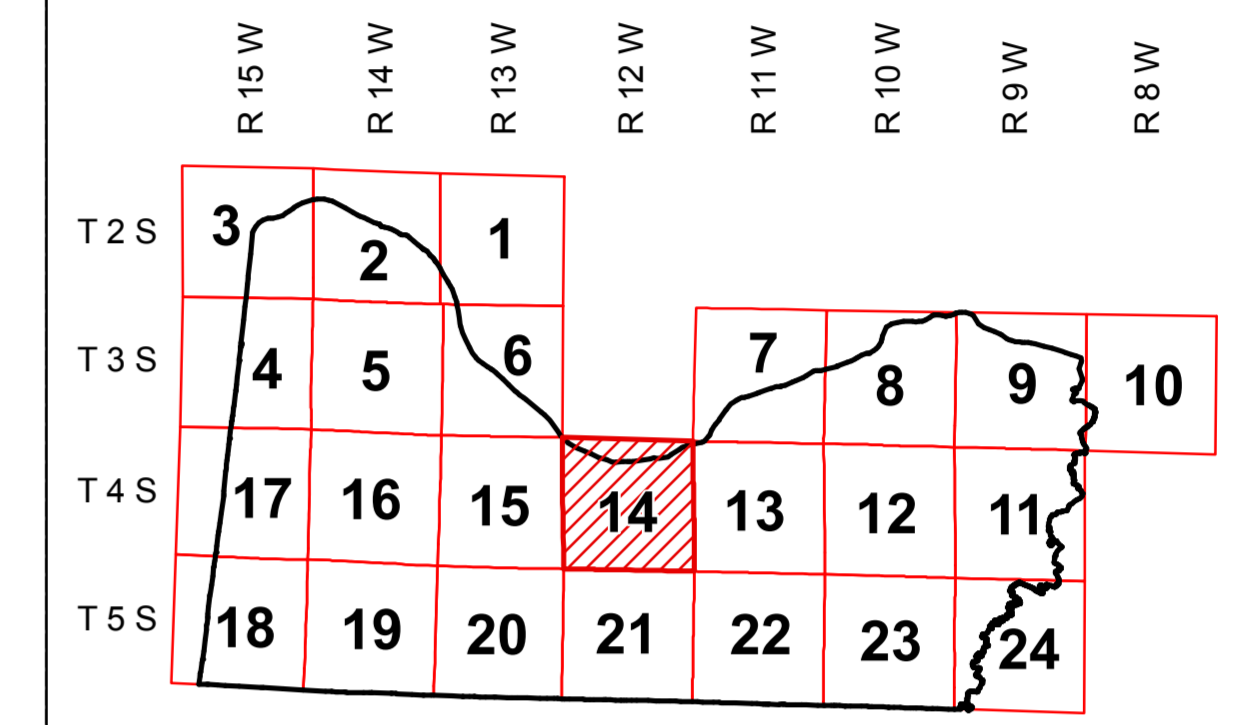 R 15 W R 14 W R 13 W R 12 W R 11 W R 10 W R 9 W R 8 W
T 2 S 3 2 1
T 3 S 4 5 6 7 8 9 10
T 4 S 17 16 15 14 13 12 11
T 5 S 18 19 20 21 22 23 24